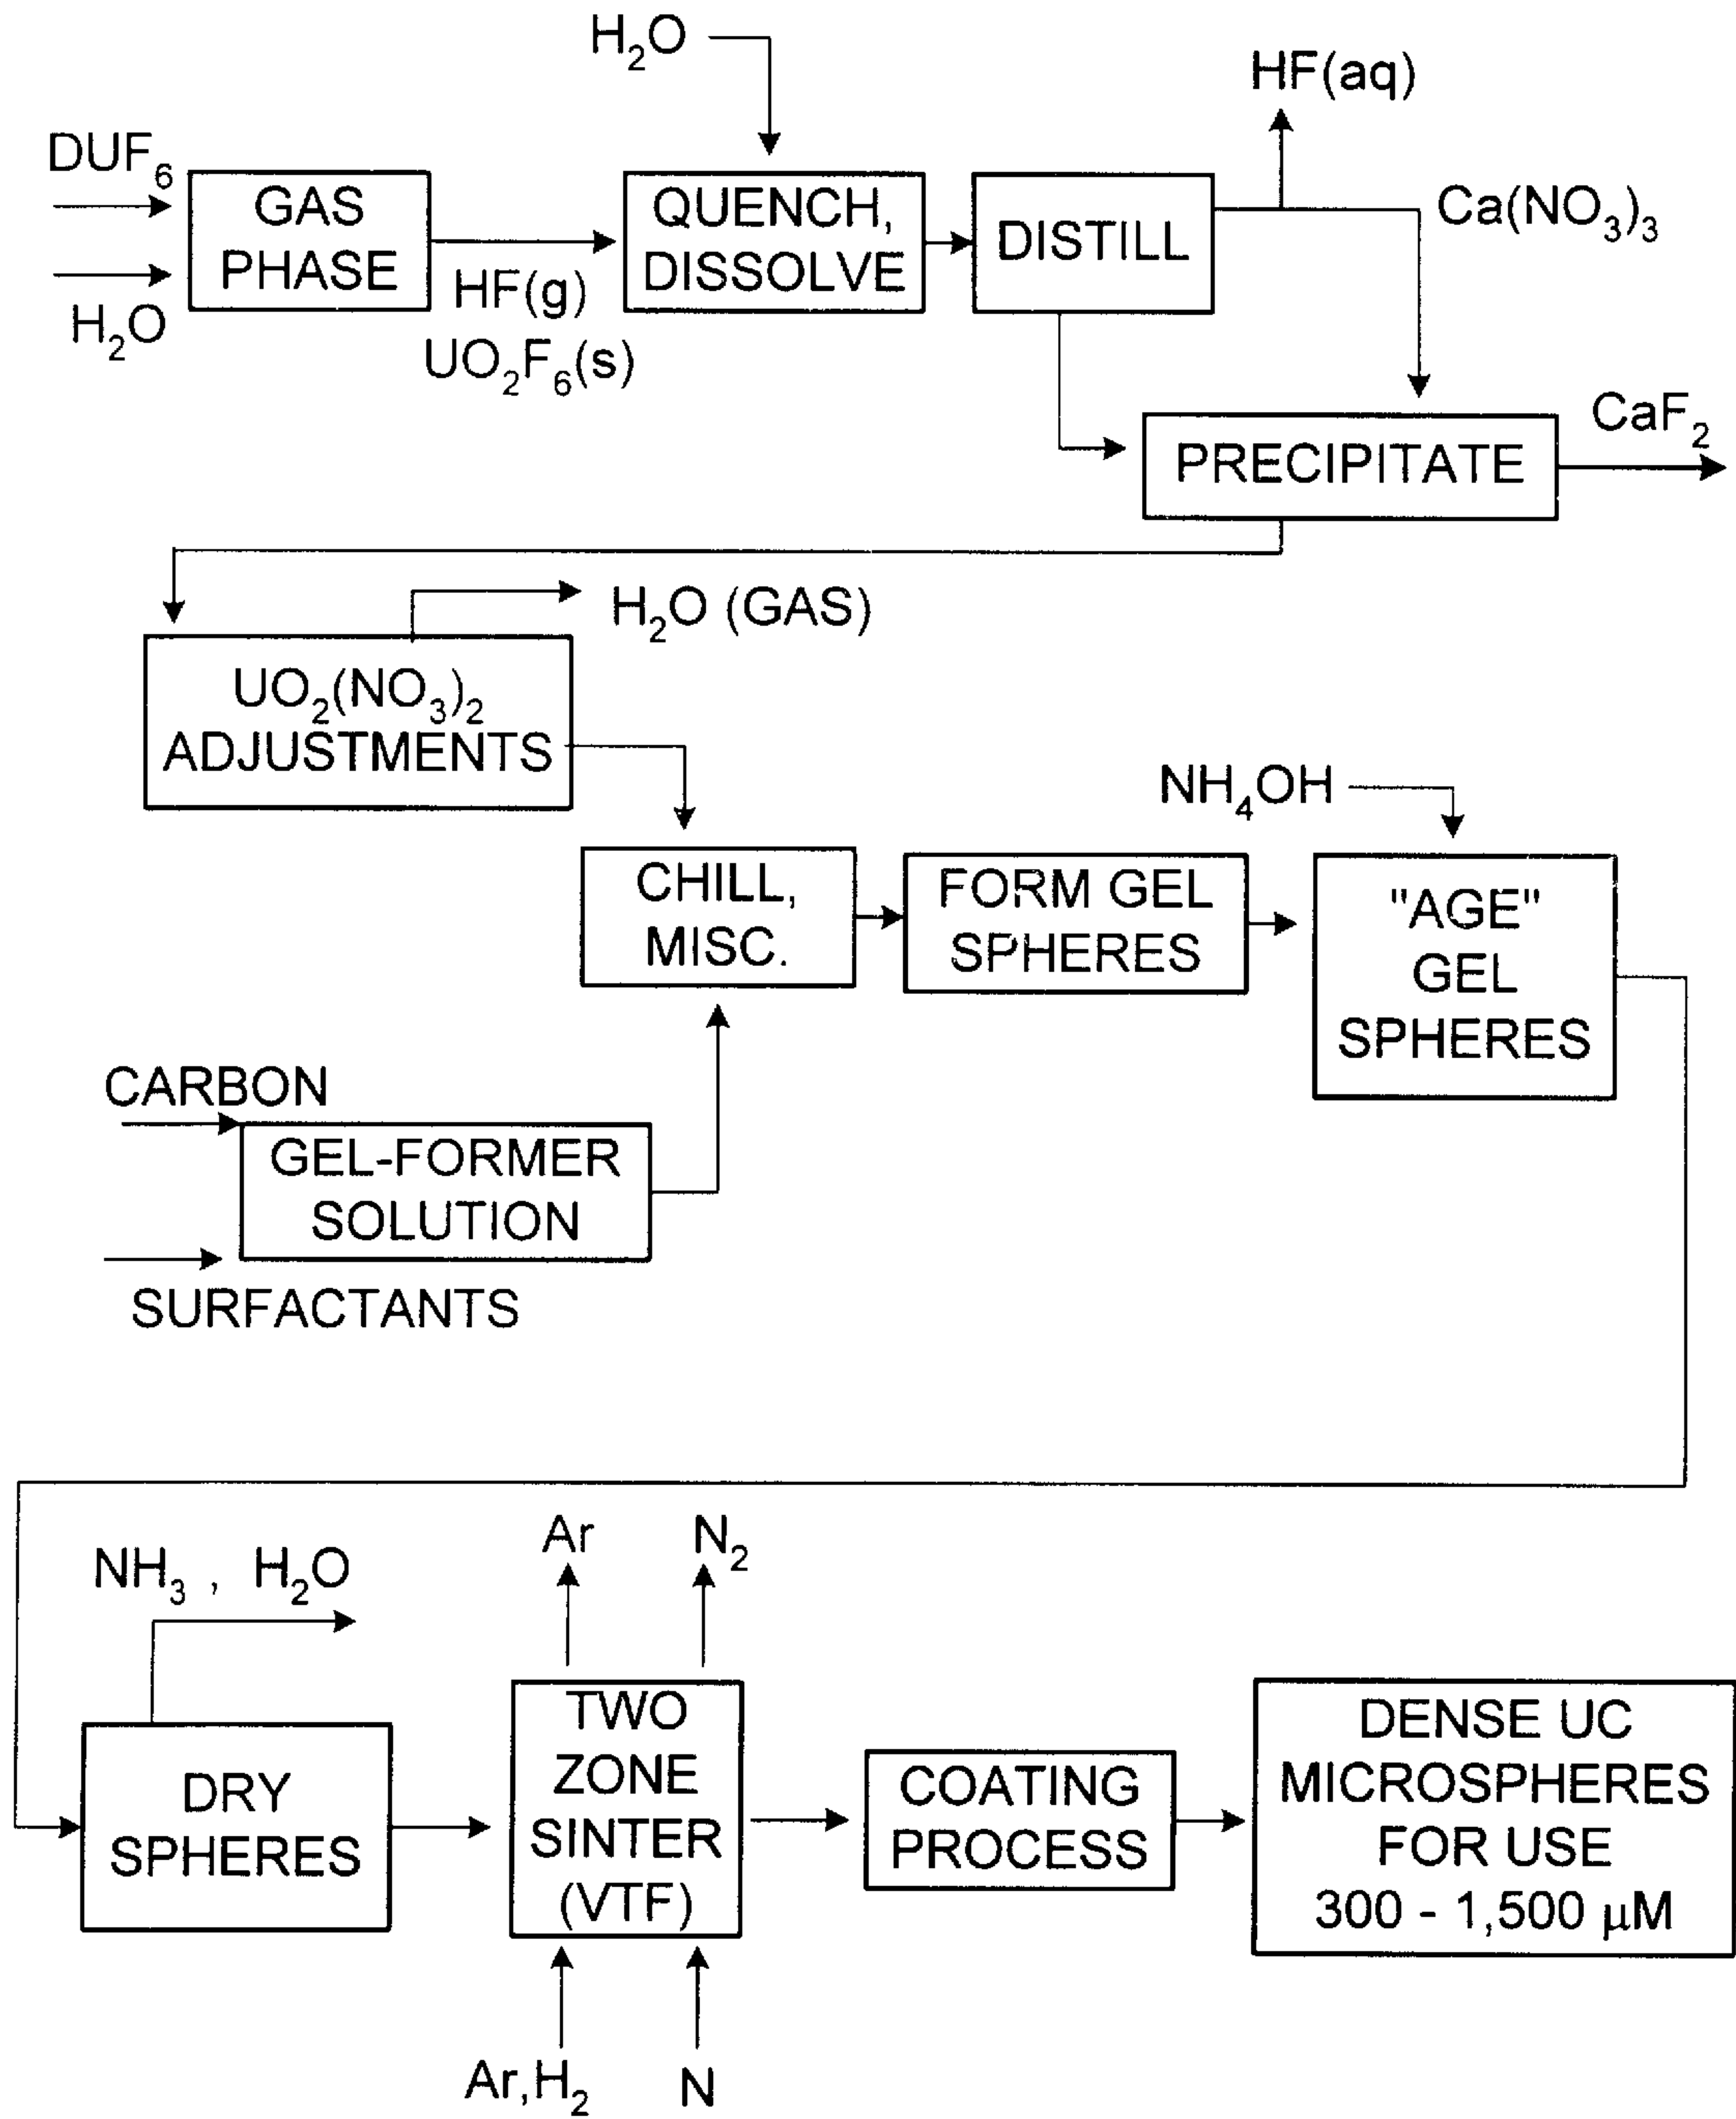 H₂O
HF(aq)
DUF₆
GAS
PHASE
QUENCH,
DISSOLVE
DISTILL
Ca(NO₃)₃
H₂O
HF(g)
UO₂F₆(s)
CaF₂
PRECIPITATE
H₂O (GAS)
UO₂(NO₃)₂
ADJUSTMENTS
NH₄OH
CHILL,
MISC.
FORM GEL
SPHERES
"AGE"
GEL
SPHERES
CARBON
GEL-FORMER
SOLUTION
SURFACTANTS
Ar
N₂
NH₃ , H₂O
DRY
SPHERES
TWO
ZONE
SINTER
(VTF)
COATING
PROCESS
DENSE UC
MICROSPHERES
FOR USE
300 - 1,500 μM
Ar,H₂
N